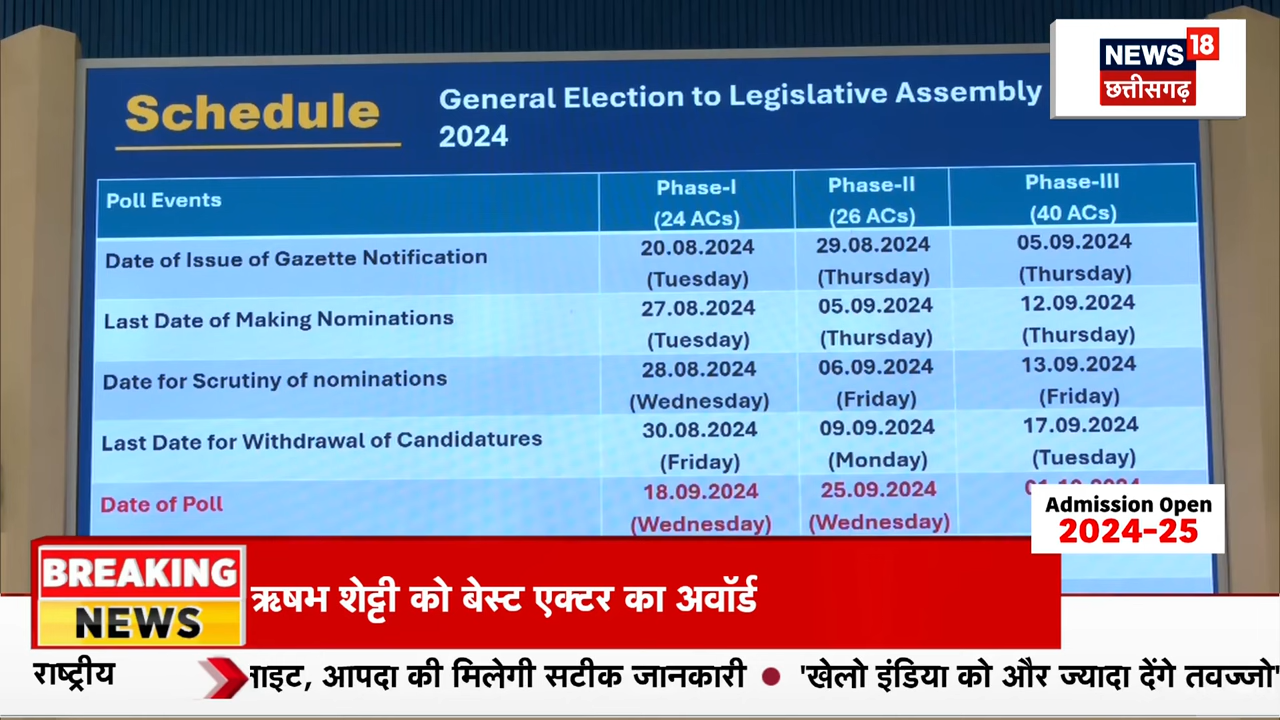 NEWS 18
छत्तीसगढ़
Schedule
General Election to Legislative Assembly
2024
Poll Events
Phase-I
(24 ACs)
Phase-II
(26 ACs)
Phase-III
(40 ACs)
Date of Issue of Gazette Notification
20.08.2024
(Tuesday)
29.08.2024
(Thursday)
05.09.2024
(Thursday)
Last Date of Making Nominations
27.08.2024
(Tuesday)
05.09.2024
(Thursday)
12.09.2024
(Thursday)
Date for Scrutiny of nominations
28.08.2024
(Wednesday)
06.09.2024
(Friday)
13.09.2024
(Friday)
Last Date for Withdrawal of Candidatures
30.08.2024
(Friday)
09.09.2024
(Monday)
17.09.2024
(Tuesday)
Date of Poll
18.09.2024
(Wednesday)
25.09.2024
(Wednesday)
Admission Open
2024-25
BREAKING
NEWS
ऋषभ शेट्टी को बेस्ट एक्टर का अवॉर्ड
राष्ट्रीय
आपदा की मिलेगी सटीक जानकारी • 'खेलो इंडिया को और ज्यादा देंगे तवज्जो'